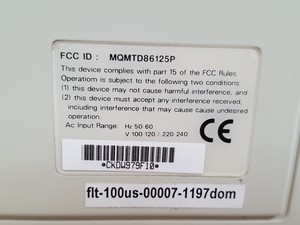 FCC ID : MQMTD86125P
This device complies with part 15 of the FCC Rules
Operatiom is subject to the following two conditions:
(1) this device may not cause harmful interference, and
(2) this device must accept any interference received,
including interference that may cause undesired
operation.
Ac Input Range: Hz 50-60
V 100 120 / 220 240
CE
*CKDW979F10*
flt-100us-00007-1197dom